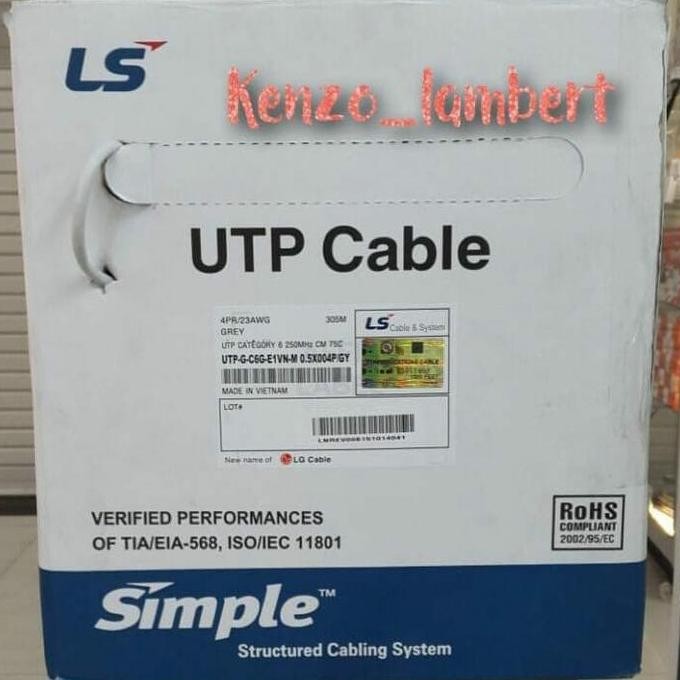 LS
Kenzo_lambert
UTP Cable
4PR/23AWG 305M
GREY
UTP CATEGORY 6 250MHz CM 75C
UTP-G-C6G-E1VN-M 0.5X004P/GY
MADE IN VIETNAM
LS Cable & System
LOT#
New name of LG Cable
VERIFIED PERFORMANCES
OF TIA/EIA-568, ISO/IEC 11801
RoHS
COMPLIANT
2002/95/EC
Simple™
Structured Cabling System